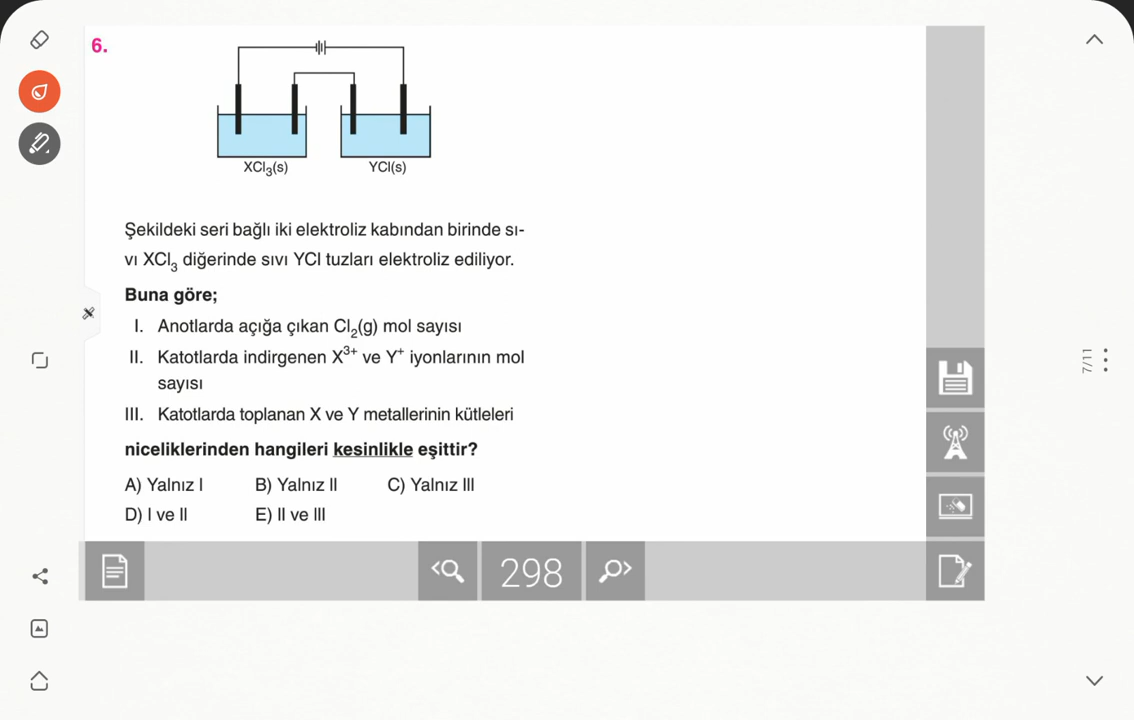 6.
XCl₃(s)
YCl(s)
Şekildeki seri bağlı iki elektroliz kabından birinde sı-
vı XCl₃ diğerinde sıvı YCl tuzları elektroliz ediliyor.
Buna göre;
I. Anotlarda açığa çıkan Cl₂(g) mol sayısı
II. Katotlarda indirgenen X³⁺ ve Y⁺ iyonlarının mol
sayısı
III. Katotlarda toplanan X ve Y metallerinin kütleleri
niceliklerinden hangileri kesinlikle eşittir?
A) Yalnız I B) Yalnız II C) Yalnız III
D) I ve II E) II ve III
298
7/11